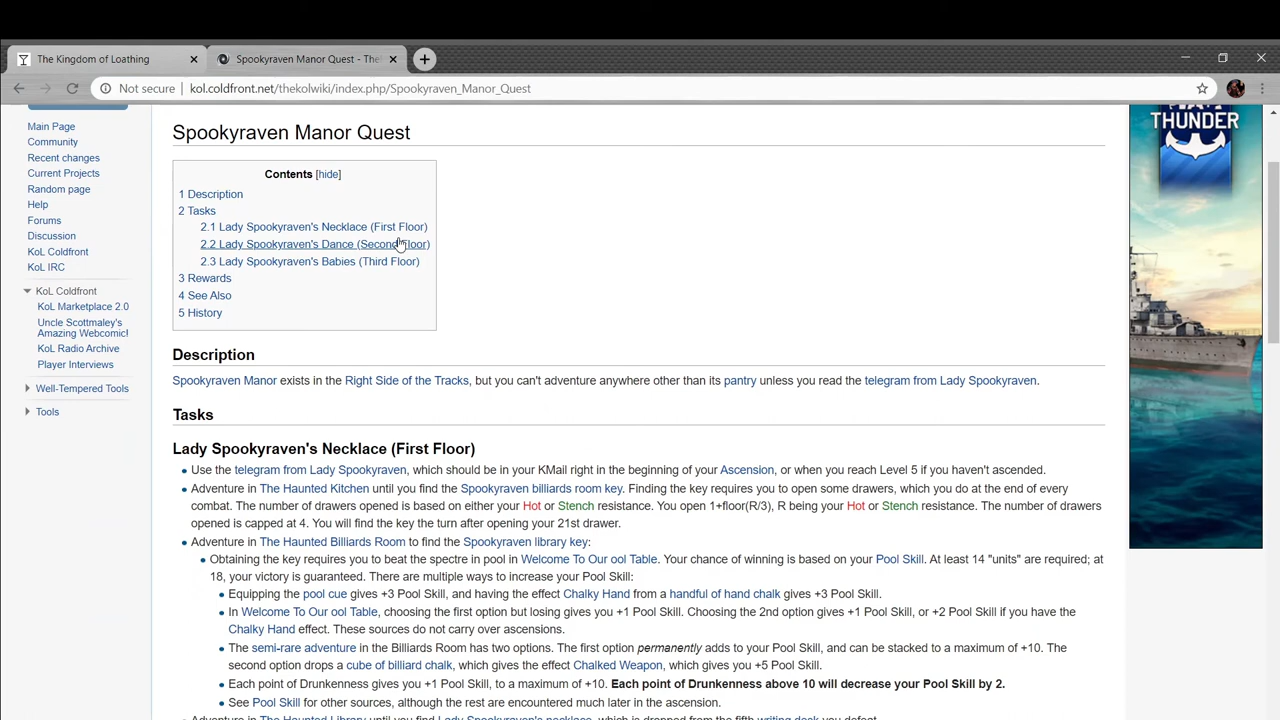 The Kingdom of Loathing
Spookyraven Manor Quest - The
Not secure
kol.coldfront.net/thekolwiki/index.php/Spookyraven_Manor_Quest
Main Page
Community
Recent changes
Current Projects
Random page
Help
Forums
Discussion
KoL Coldfront
KoL IRC
KoL Coldfront
KoL Marketplace 2.0
Uncle Scottmaley's
Amazing Webcomic!
KoL Radio Archive
Player Interviews
Well-Tempered Tools
Tools
Spookyraven Manor Quest
Contents [hide]
1 Description
2 Tasks
2.1 Lady Spookyraven's Necklace (First Floor)
2.2 Lady Spookyraven's Dance (Second Floor)
2.3 Lady Spookyraven's Babies (Third Floor)
3 Rewards
4 See Also
5 History
Description
Spookyraven Manor exists in the Right Side of the Tracks, but you can't adventure anywhere other than its pantry unless you read the telegram from Lady Spookyraven.
Tasks
Lady Spookyraven's Necklace (First Floor)
Use the telegram from Lady Spookyraven, which should be in your KMail right in the beginning of your Ascension, or when you reach Level 5 if you haven't ascended.
Adventure in The Haunted Kitchen until you find the Spookyraven billiards room key. Finding the key requires you to open some drawers, which you do at the end of every
combat. The number of drawers opened is based on either your Hot or Stench resistance. You open 1+floor(R/3), R being your Hot or Stench resistance. The number of drawers
opened is capped at 4. You will find the key the turn after opening your 21st drawer.
Adventure in The Haunted Billiards Room to find the Spookyraven library key:
Obtaining the key requires you to beat the spectre in pool in Welcome To Our ool Table. Your chance of winning is based on your Pool Skill. At least 14 "units" are required; at
18, your victory is guaranteed. There are multiple ways to increase your Pool Skill:
Equipping the pool cue gives +3 Pool Skill, and having the effect Chalky Hand from a handful of hand chalk gives +3 Pool Skill.
In Welcome To Our ool Table, choosing the first option but losing gives you +1 Pool Skill. Choosing the 2nd option gives +1 Pool Skill, or +2 Pool Skill if you have the
Chalky Hand effect. These sources do not carry over ascensions.
The semi-rare adventure in the Billiards Room has two options. The first option permanently adds to your Pool Skill, and can be stacked to a maximum of +10. The
second option drops a cube of billiard chalk, which gives the effect Chalked Weapon, which gives you +5 Pool Skill.
Each point of Drunkenness gives you +1 Pool Skill, to a maximum of +10. Each point of Drunkenness above 10 will decrease your Pool Skill by 2.
See Pool Skill for other sources, although the rest are encountered much later in the ascension.
Adventure in The Haunted Library until you find Lady Spookyraven's necklace, which is dropped from the fifth writing desk you defeat.
THUNDER